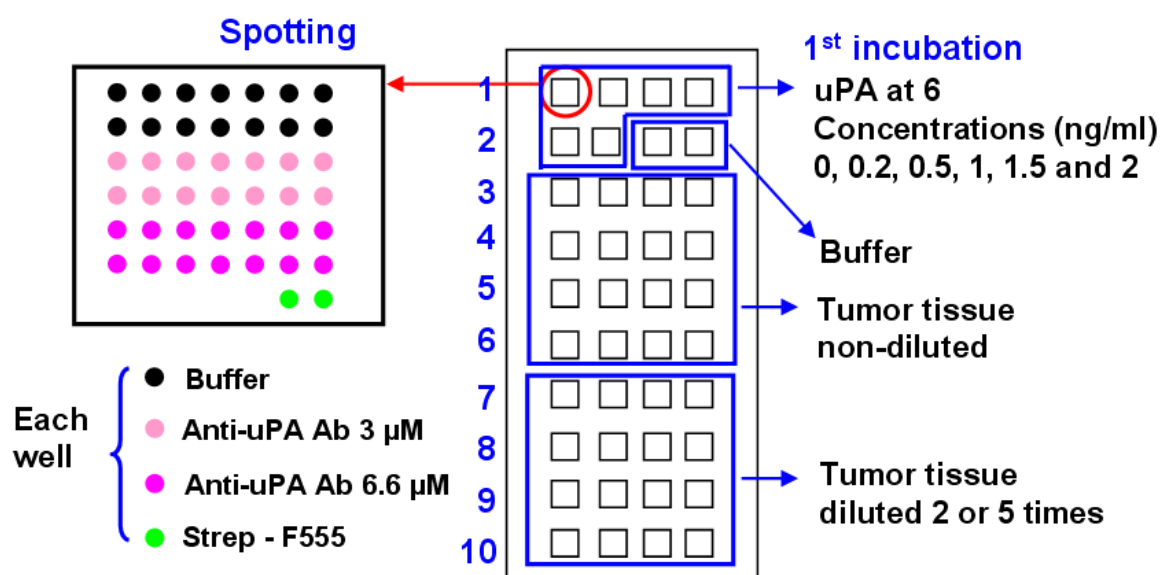 Spotting
1st incubation
1
2
3
4
5
6
7
8
9
10
uPA at 6
Concentrations (ng/ml)
0, 0.2, 0.5, 1, 1.5 and 2
Buffer
Tumor tissue
non-diluted
Tumor tissue
diluted 2 or 5 times
Each
well
Buffer
Anti-uPA Ab 3 µM
Anti-uPA Ab 6.6 µM
Strep - F555